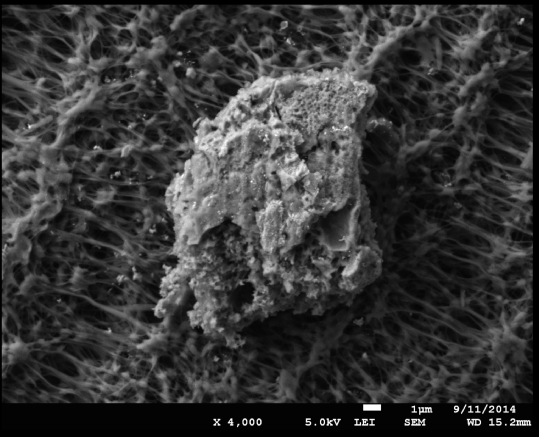 1μm 9/11/2014
X 4,000 5.0kV LEI SEM WD 15.2mm